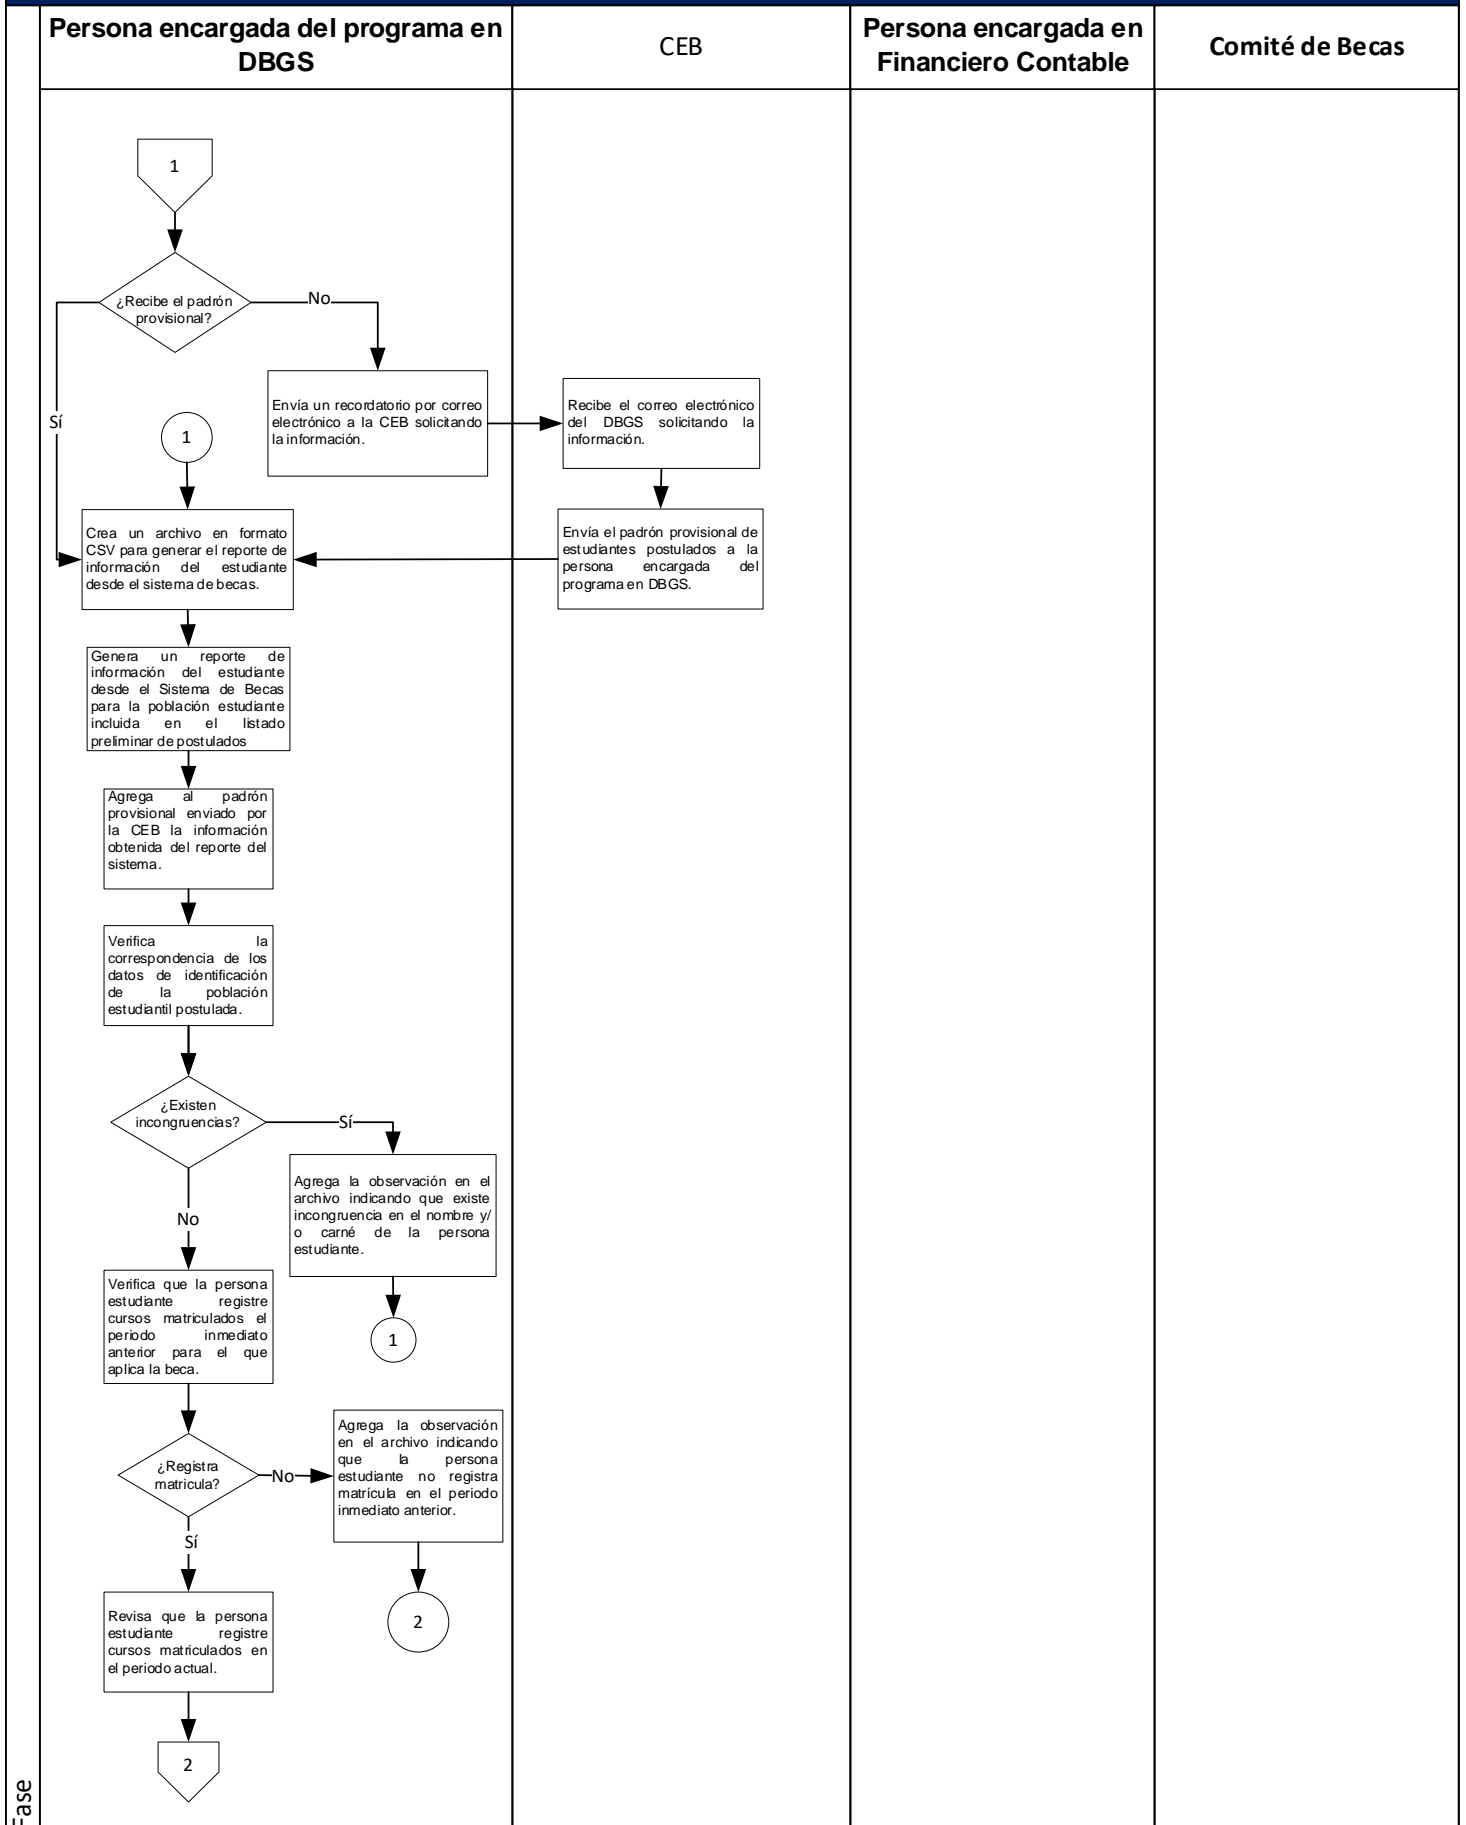 Persona encargada del programa en
DBGS
CEB
Persona encargada en
Financiero Contable
Comité de Becas
1
¿Recibe el padrón
provisional?
No
Sí
Envía un recordatorio por correo
electrónico a la CEB solicitando
la información.
Recibe el correo electrónico
del DBGS solicitando la
información.
1
Crea un archivo en formato
CSV para generar el reporte de
información del estudiante
desde el sistema de becas.
Envía el padrón provisional de
estudiantes postulados a la
persona encargada del
programa en DBGS.
Genera un reporte de
información del estudiante
desde el Sistema de Becas
para la población estudiante
incluida en el listado
preliminar de postulados
Agrega al padrón
provisional enviado por
la CEB la información
obtenida del reporte del
sistema.
Verifica la
correspondencia de los
datos de identificación
de la población
estudiantil postulada.
¿Existen
incongruencias?
Sí
No
Agrega la observación en el
archivo indicando que existe
incongruencia en el nombre y/
o carné de la persona
estudiante.
1
Verifica que la persona
estudiante registre
cursos matriculados el
periodo inmediato
anterior para el que
aplica la beca.
¿Registra
matricula?
No
Sí
Agrega la observación
en el archivo indicando
que la persona
estudiante no registra
matrícula en el periodo
inmediato anterior.
2
Revisa que la persona
estudiante registre
cursos matriculados en
el periodo actual.
2
Fase